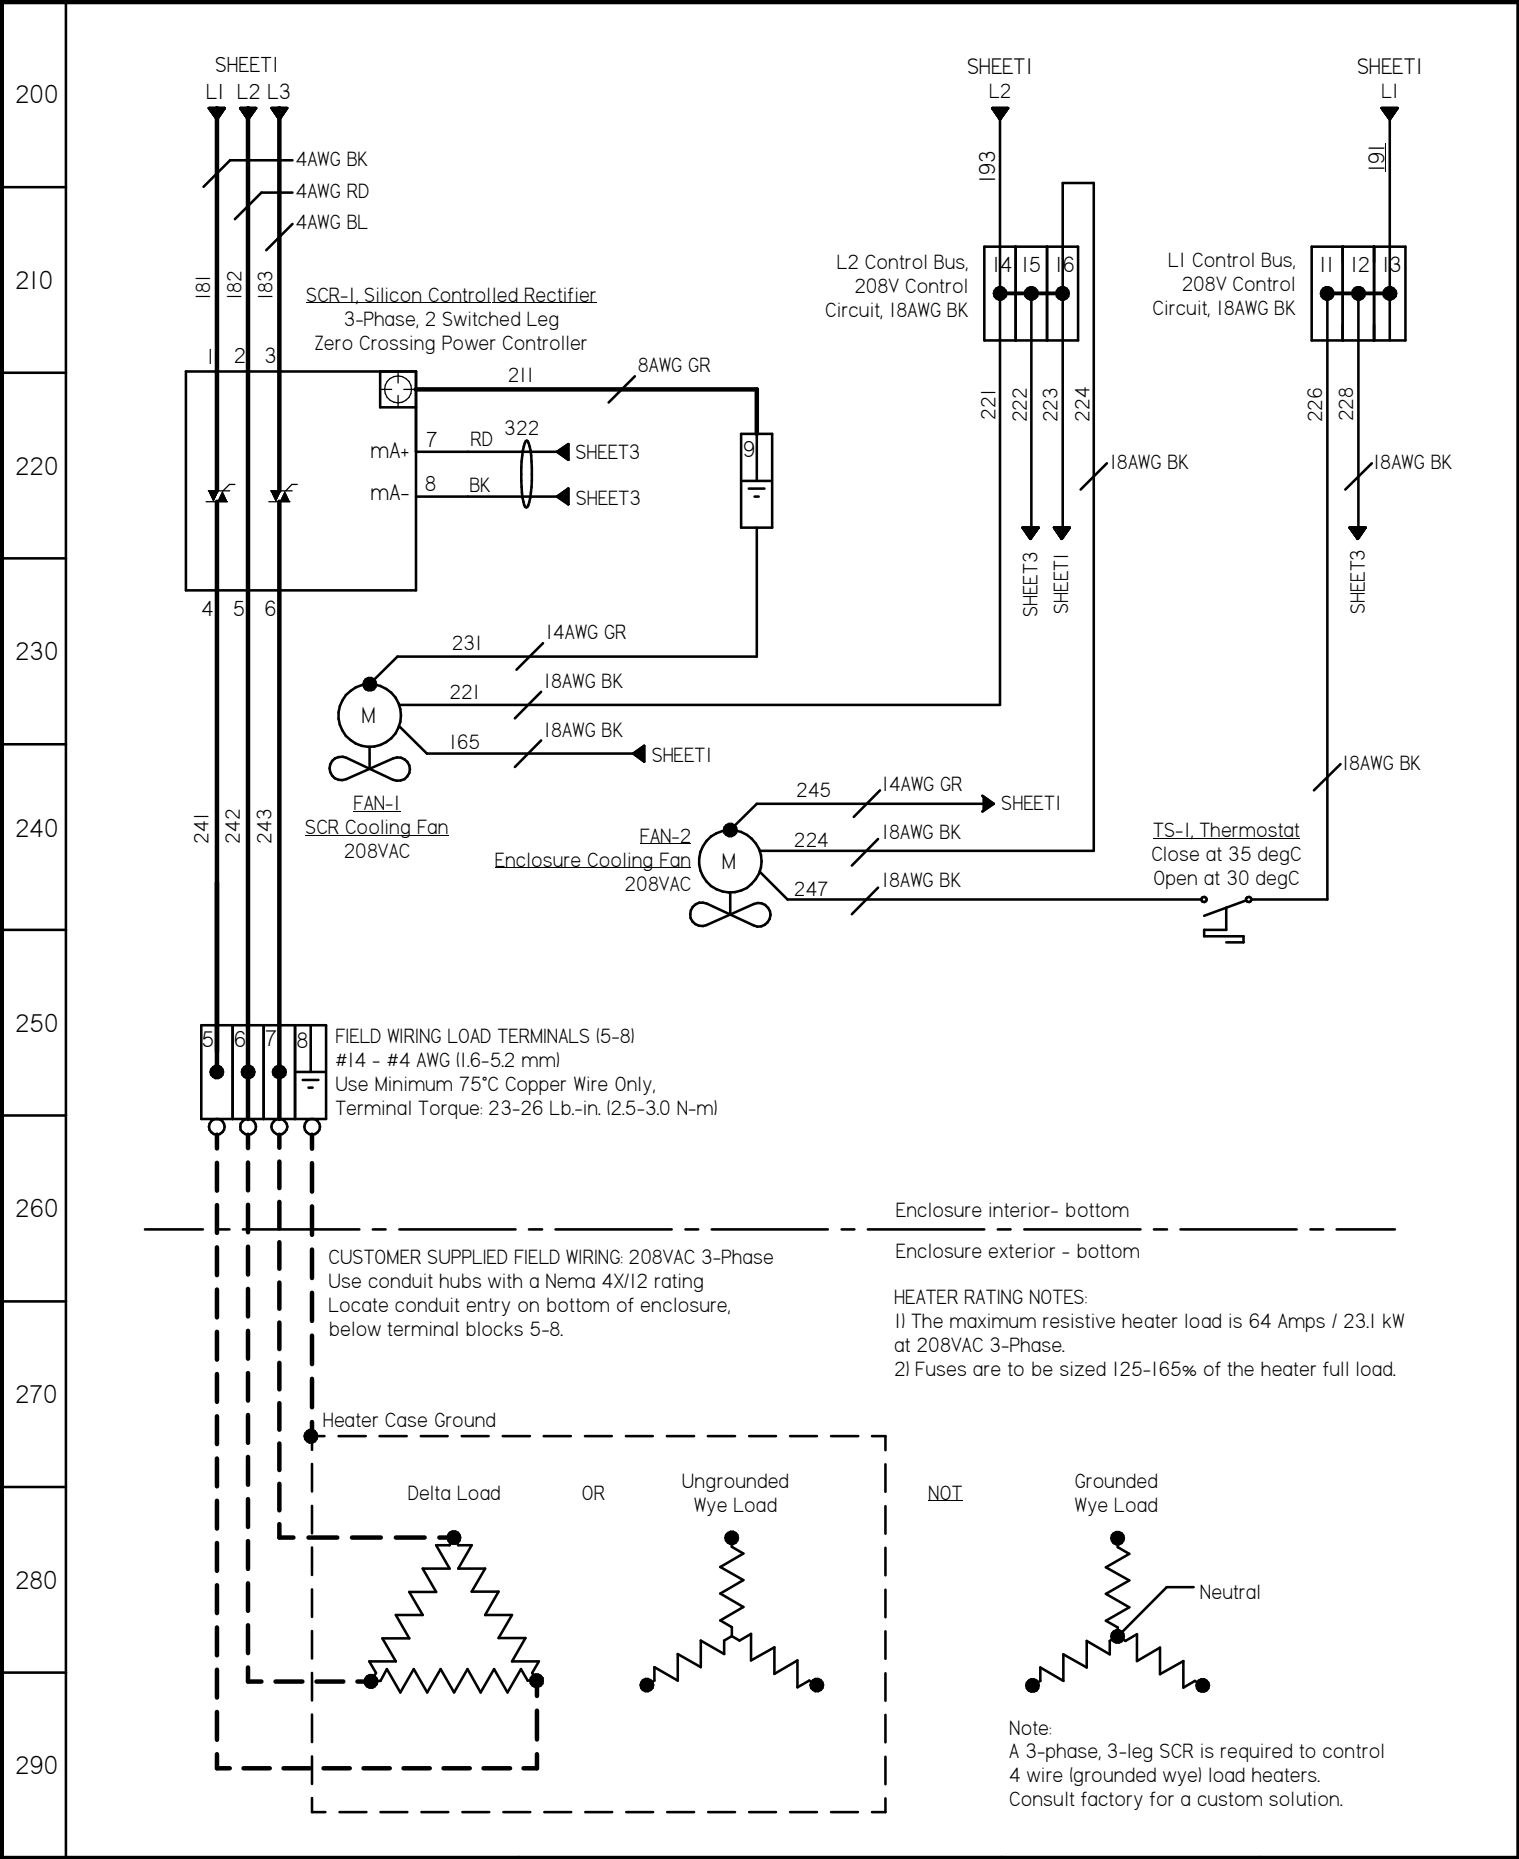 SHEET1
L1 L2 L3
SHEET1
L2
SHEET1
L1
200
4AWG BK
4AWG RD
4AWG BL
193
191
210
181
182
183
SCR-1, Silicon Controlled Rectifier
3-Phase, 2 Switched Leg
Zero Crossing Power Controller
L2 Control Bus,
208V Control
Circuit, 18AWG BK
14 15 16
L1 Control Bus,
208V Control
Circuit, 18AWG BK
11 12 13
1 2 3
211
8AWG GR
221
222
223
224
226
228
220
mA+
7
RD
322
SHEET3
mA-
8
BK
SHEET3
9
18AWG BK
18AWG BK
SHEET3
SHEET1
SHEET3
4 5 6
230
231
14AWG GR
M
221
18AWG BK
165
18AWG BK
SHEET1
FAN-1
SCR Cooling Fan
208VAC
18AWG BK
240
241
242
243
245
14AWG GR
SHEET1
FAN-2
Enclosure Cooling Fan
208VAC
M
224
18AWG BK
247
18AWG BK
TS-1, Thermostat
Close at 35 degC
Open at 30 degC
250
5 6 7 8
FIELD WIRING LOAD TERMINALS (5-8)
#14 - #4 AWG (1.6-5.2 mm)
Use Minimum 75°C Copper Wire Only,
Terminal Torque: 23-26 Lb.-in. (2.5-3.0 N-m)
260
Enclosure interior- bottom
Enclosure exterior - bottom
CUSTOMER SUPPLIED FIELD WIRING: 208VAC 3-Phase
Use conduit hubs with a Nema 4X/12 rating
Locate conduit entry on bottom of enclosure,
below terminal blocks 5-8.
HEATER RATING NOTES:
1) The maximum resistive heater load is 64 Amps / 23.1 kW
at 208VAC 3-Phase.
2) Fuses are to be sized 125-165% of the heater full load.
270
Heater Case Ground
Delta Load
OR
Ungrounded
Wye Load
NOT
Grounded
Wye Load
280
Neutral
290
Note:
A 3-phase, 3-leg SCR is required to control
4 wire (grounded wye) load heaters.
Consult factory for a custom solution.